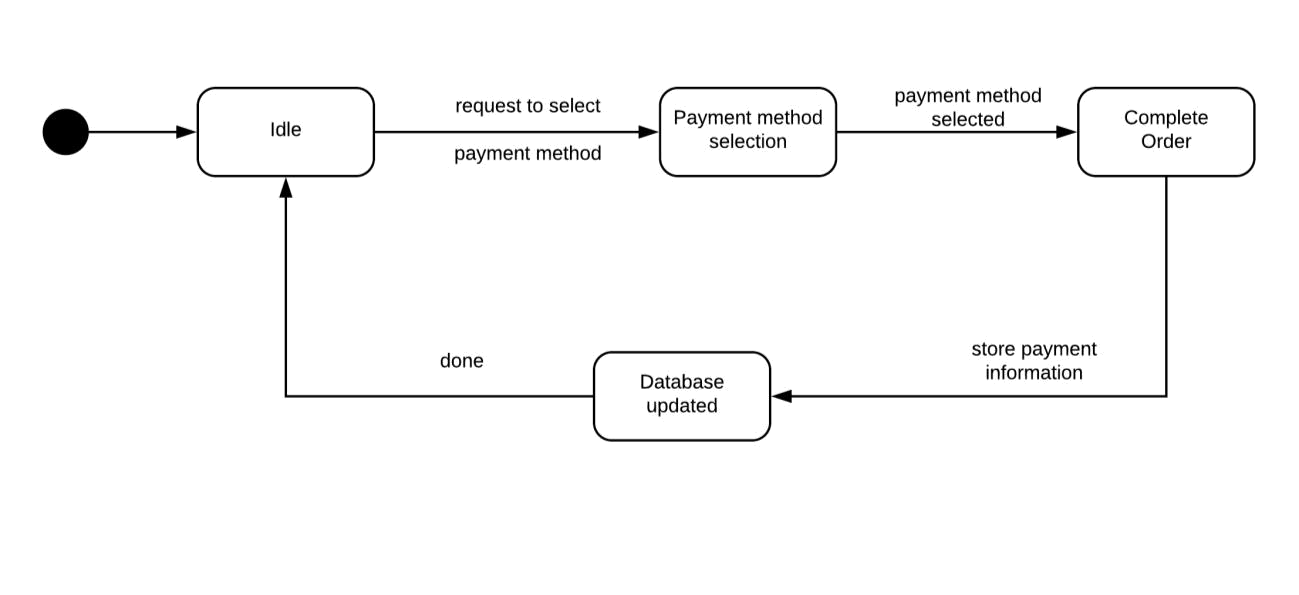 Idle
request to select
payment method
Payment method
selection
payment method
selected
Complete
Order
done
Database
updated
store payment
information